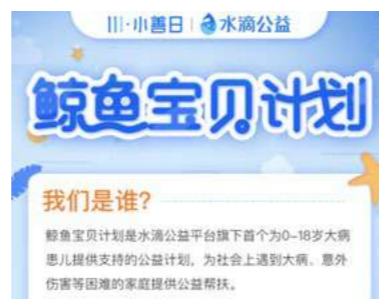 111·小善日 | 水滴公益
鲸鱼宝贝计划
我们是谁?
鲸鱼宝贝计划是水滴公益平台旗下首个为0-18岁大病
患儿提供支持的公益计划，为社会上遇到大病、意外
伤害等困难的家庭提供公益帮扶。